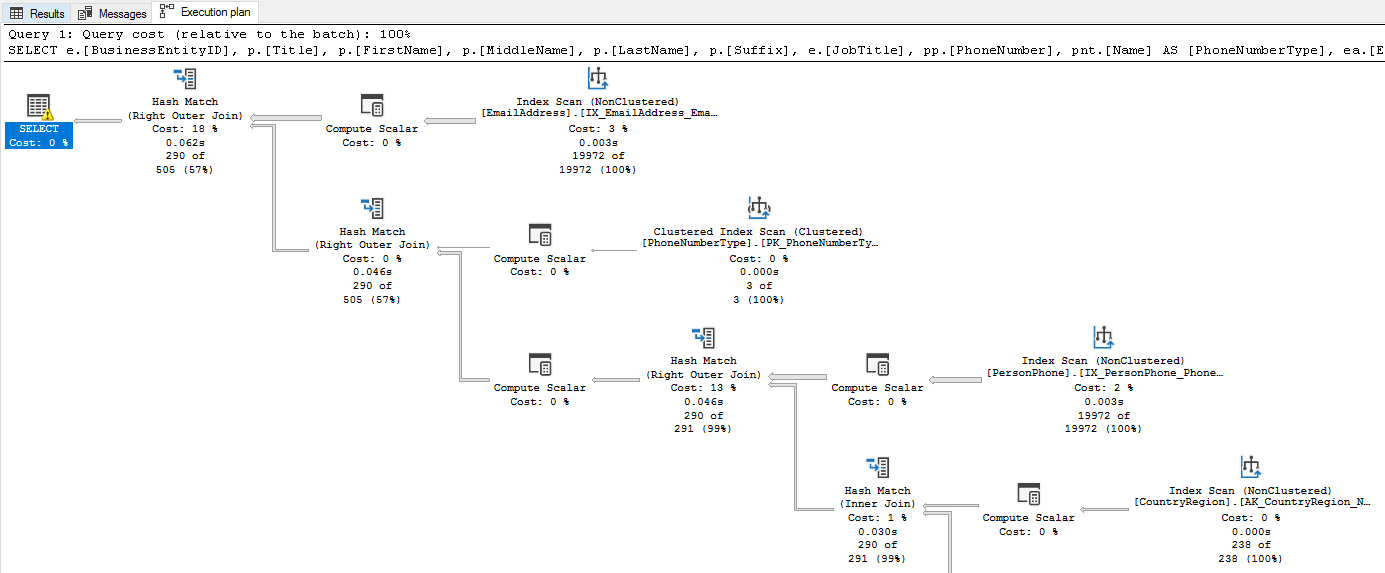 Results Messages Execution plan
Query 1: Query cost (relative to the batch): 100%
SELECT e.[BusinessEntityID], p.[Title], p.[FirstName], p.[MiddleName], p.[LastName], p.[Suffix], e.[JobTitle], pp.[PhoneNumber], pnt.[Name] AS [PhoneNumberType], ea.[E
SELECT
Cost: 0 %
Hash Match
(Right Outer Join)
Cost: 18 %
0.062s
290 of
505 (57%)
Compute Scalar
Cost: 0 %
Index Scan (NonClustered)
[EmailAddress].[IX_EmailAddress_Ema…
Cost: 3 %
0.003s
19972 of
19972 (100%)
Hash Match
(Right Outer Join)
Cost: 0 %
0.046s
290 of
505 (57%)
Compute Scalar
Cost: 0 %
Clustered Index Scan (Clustered)
[PhoneNumberType].[PK_PhoneNumberTy…
Cost: 0 %
0.000s
3 of
3 (100%)
Compute Scalar
Cost: 0 %
Hash Match
(Right Outer Join)
Cost: 13 %
0.046s
290 of
291 (99%)
Compute Scalar
Cost: 0 %
Index Scan (NonClustered)
[PersonPhone].[IX_PersonPhone_Phone…
Cost: 2 %
0.003s
19972 of
19972 (100%)
Hash Match
(Inner Join)
Cost: 1 %
0.030s
290 of
291 (99%)
Compute Scalar
Cost: 0 %
Index Scan (NonClustered)
[CountryRegion].[AK_CountryRegion_N…
Cost: 0 %
0.000s
238 of
238 (100%)